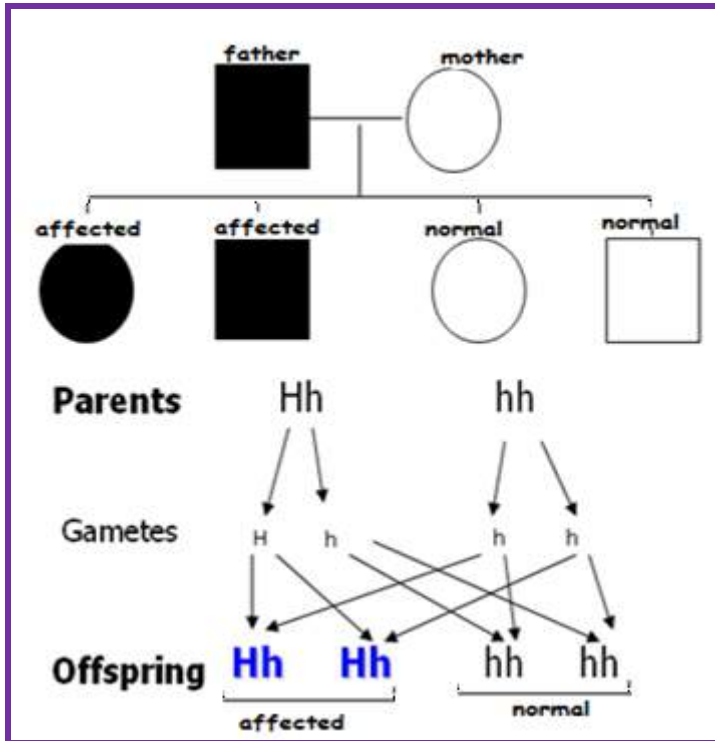 father mother
affected affected normal normal
Parents Hh hh
Gametes H h h h
Offspring Hh Hh hh hh
affected normal